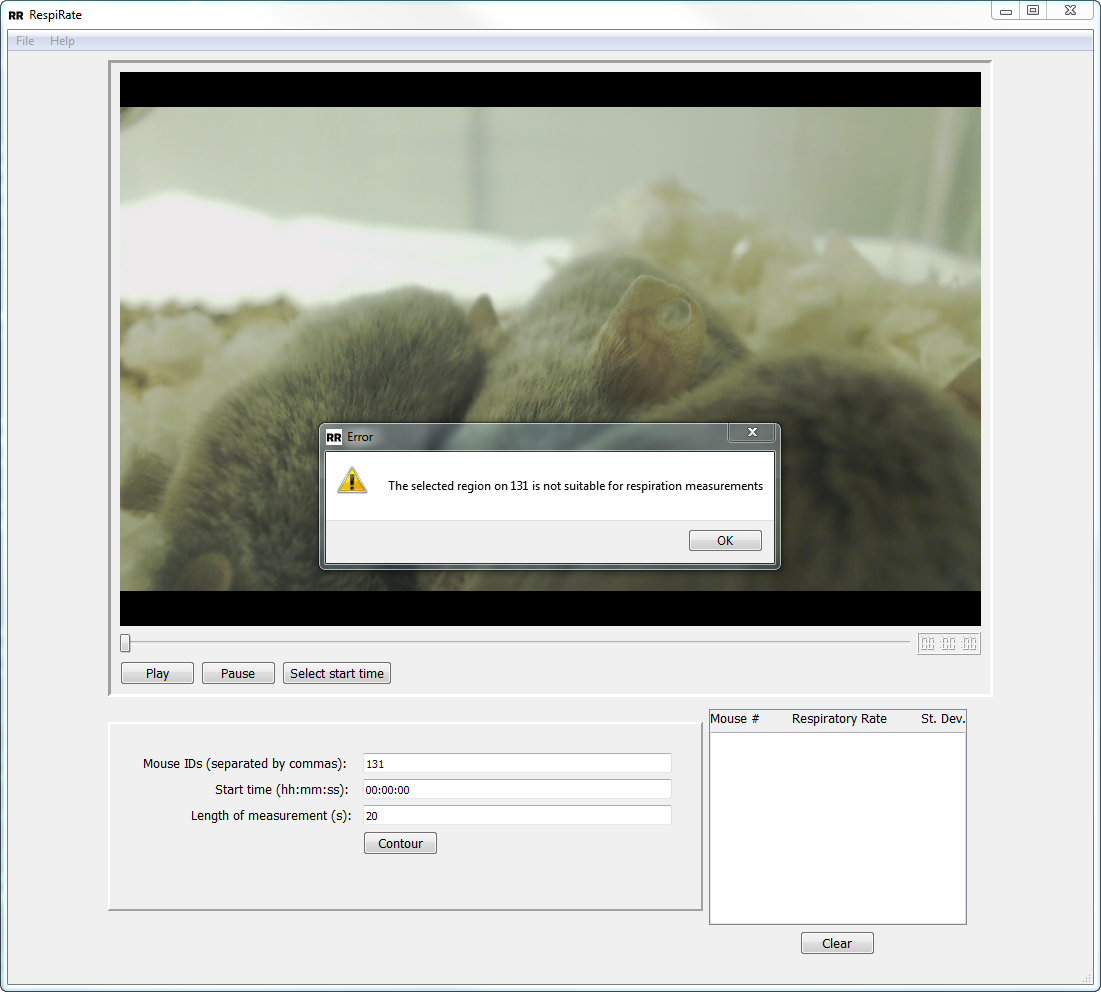 RR RespiRate
File Help
RR Error
The selected region on 131 is not suitable for respiration measurements
OK
00:00:00
Play Pause Select start time
Mouse # Respiratory Rate St. Dev.
Mouse IDs (separated by commas): 131
Start time (hh:mm:ss): 00:00:00
Length of measurement (s): 20
Contour
Clear